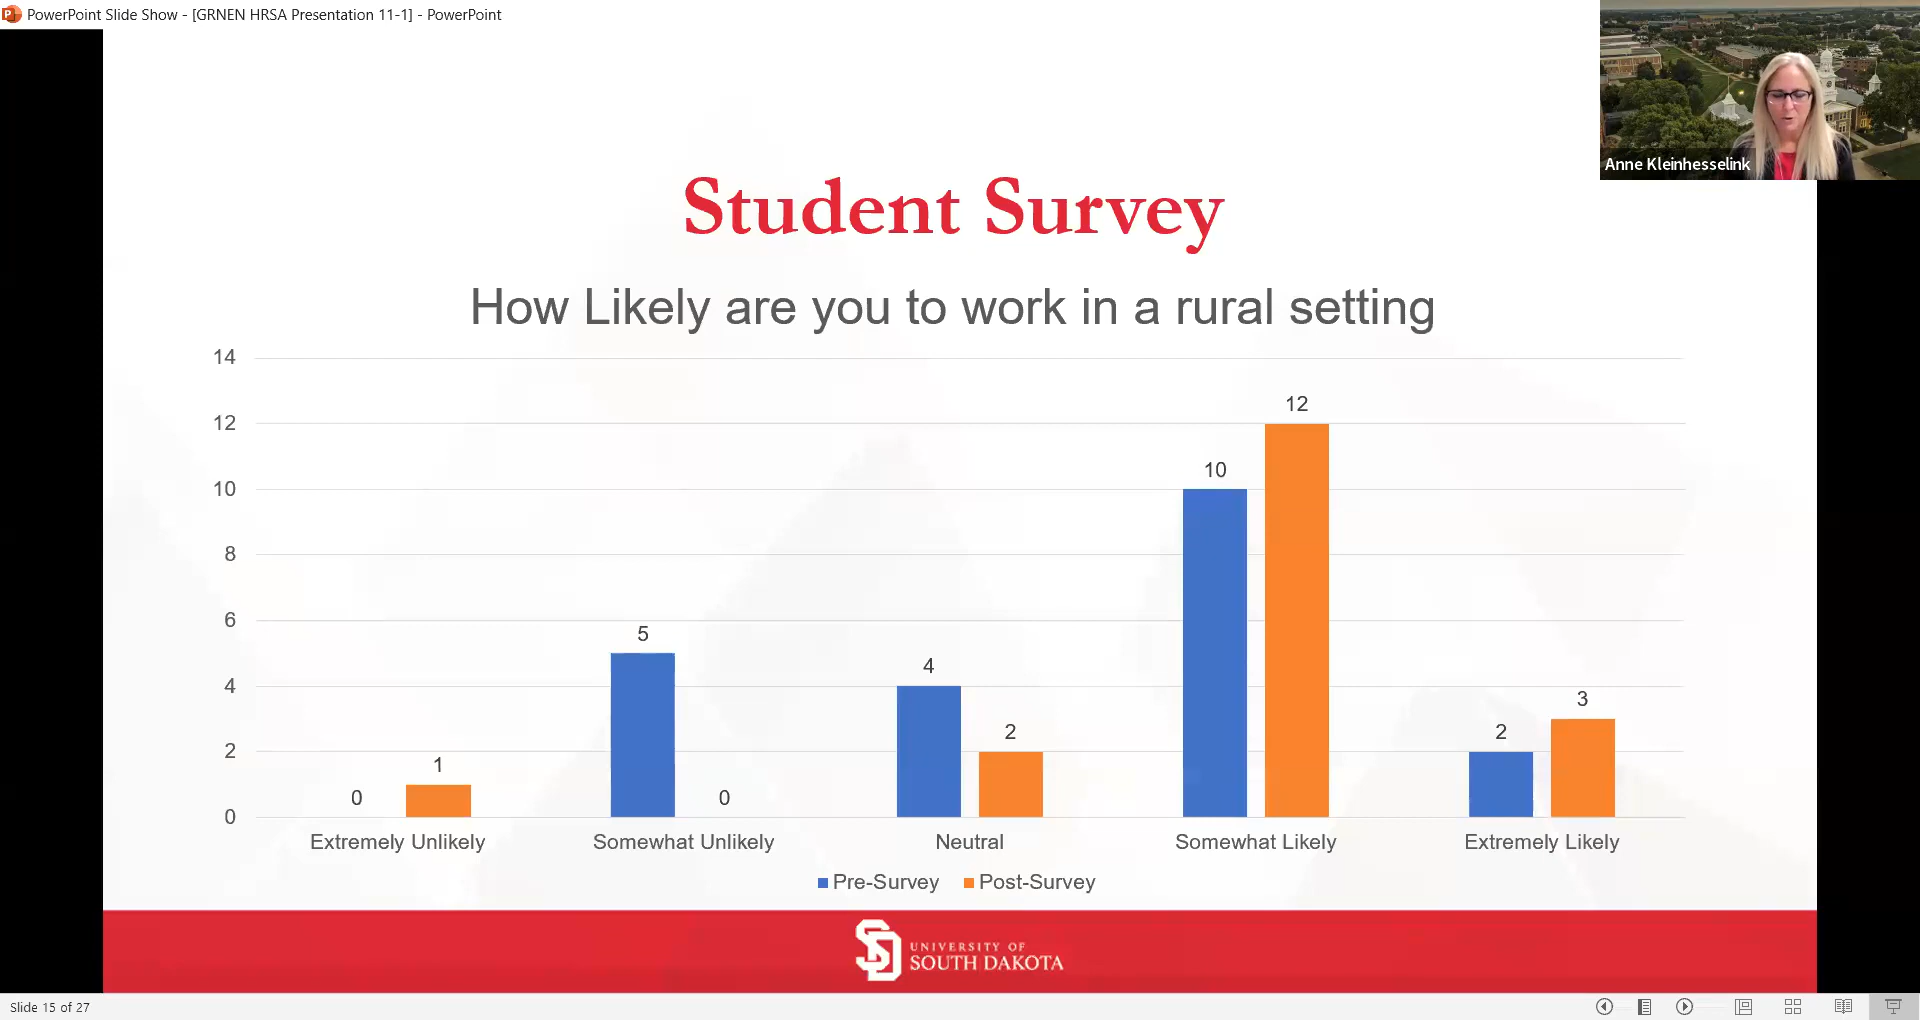 PowerPoint Slide Show - [GRNEN HRSA Presentation 11-1] - PowerPoint
Anne Kleinhesselink
Student Survey
How Likely are you to work in a rural setting
14
12
10
8
6
4
2
0
0
1
5
0
4
2
10
12
2
3
Extremely Unlikely
Somewhat Unlikely
Neutral
Somewhat Likely
Extremely Likely
Pre-Survey
Post-Survey
SD
UNIVERSITY OF
SOUTH DAKOTA
Slide 15 of 27